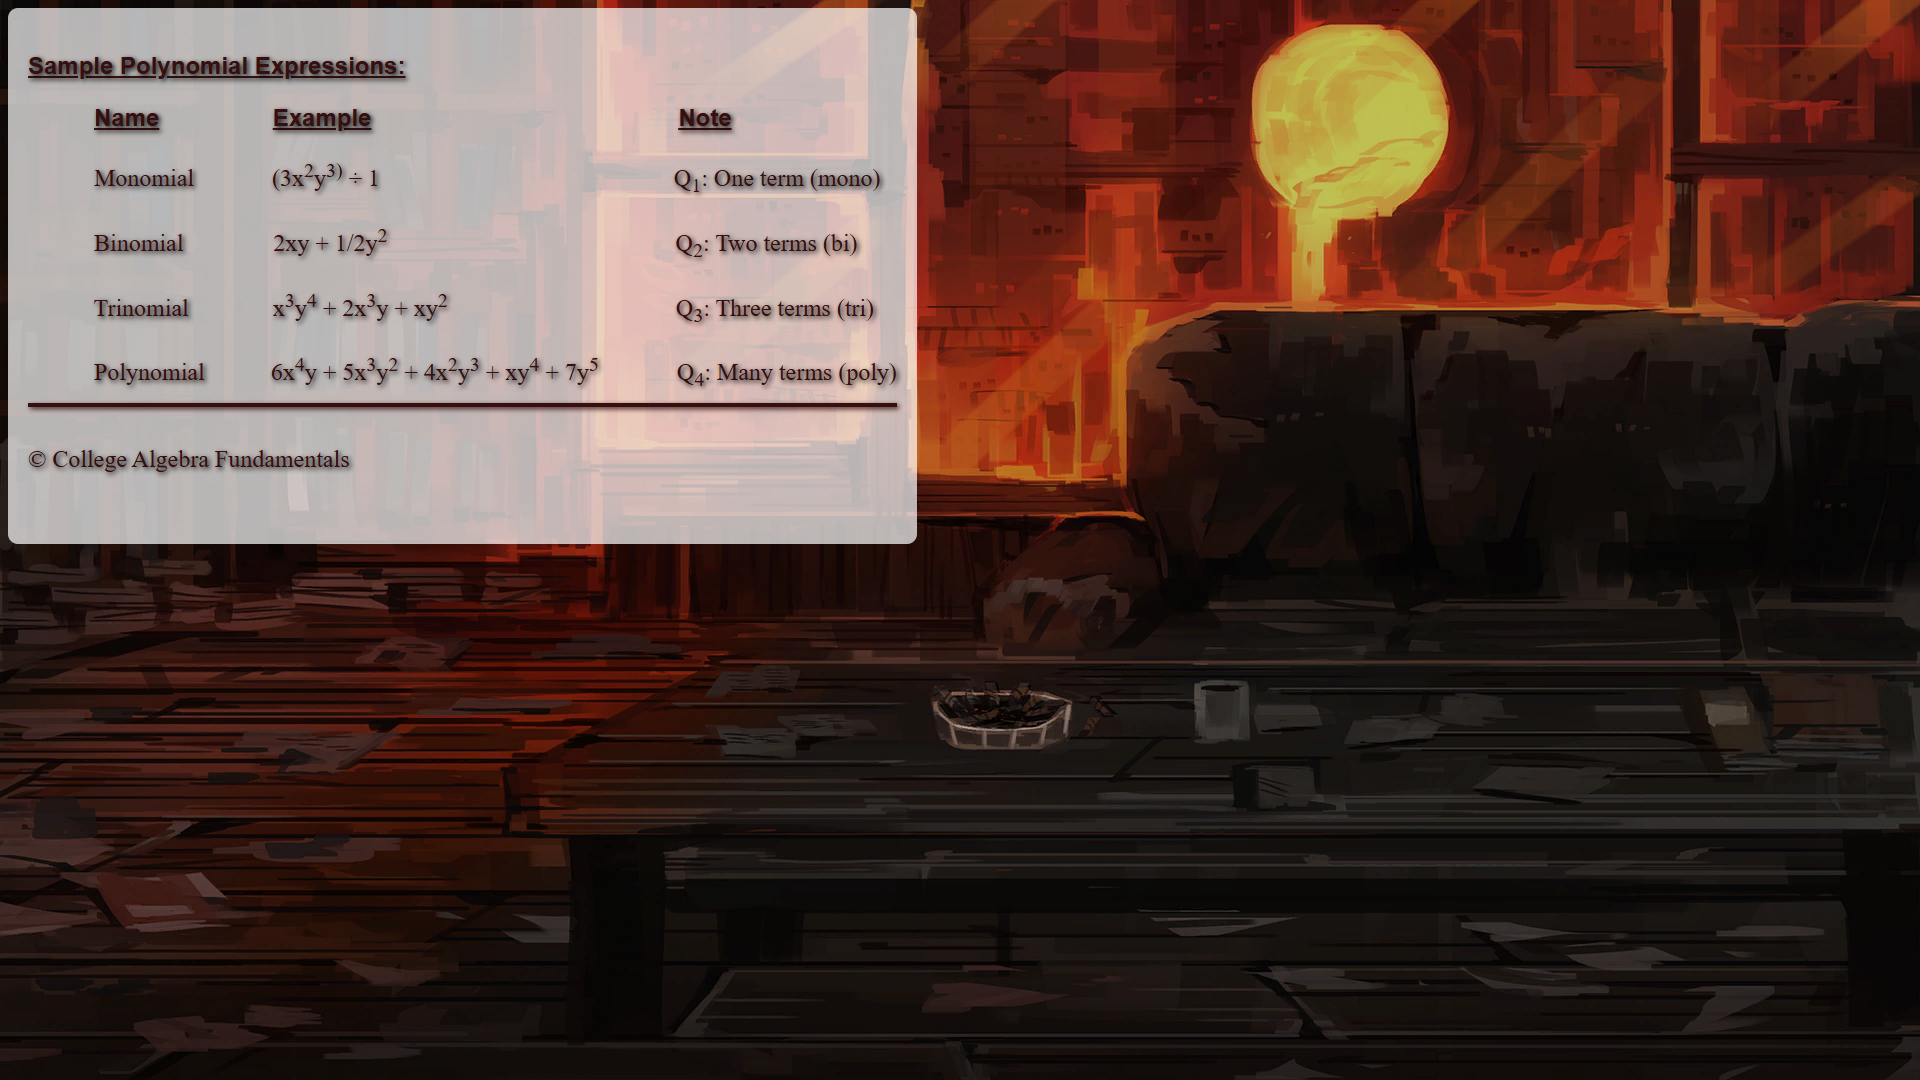 Sample Polynomial Expressions:
Name Example Note
Monomial (3x²y³⁾ ÷ 1 Q₁: One term (mono)
Binomial 2xy + 1/2y² Q₂: Two terms (bi)
Trinomial x³y⁴ + 2x³y + xy² Q₃: Three terms (tri)
Polynomial 6x⁴y + 5x³y² + 4x²y³ + xy⁴ + 7y⁵ Q₄: Many terms (poly)
© College Algebra Fundamentals